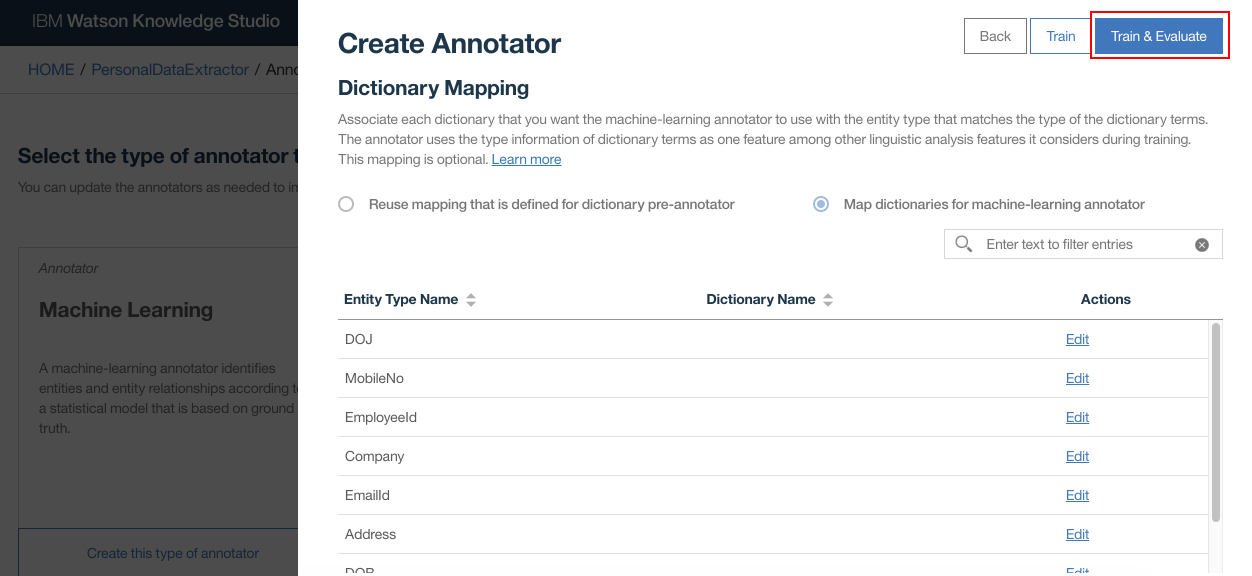 IBM Watson Knowledge Studio
HOME / PersonalDataExtractor / Anno
Select the type of annotator t
You can update the annotators as needed to in
Annotator
Machine Learning
A machine-learning annotator identifies
entities and entity relationships according to
a statistical model that is based on ground
truth.
Create this type of annotator
Create Annotator
Back
Train
Train & Evaluate
Dictionary Mapping
Associate each dictionary that you want the machine-learning annotator to use with the entity type that matches the type of the dictionary terms.
The annotator uses the type information of dictionary terms as one feature among other linguistic analysis features it considers during training.
This mapping is optional. Learn more
Reuse mapping that is defined for dictionary pre-annotator
Map dictionaries for machine-learning annotator
Enter text to filter entries
Entity Type Name Dictionary Name Actions
DOJ Edit
MobileNo Edit
EmployeeId Edit
Company Edit
EmailId Edit
Address Edit
DOB Edit